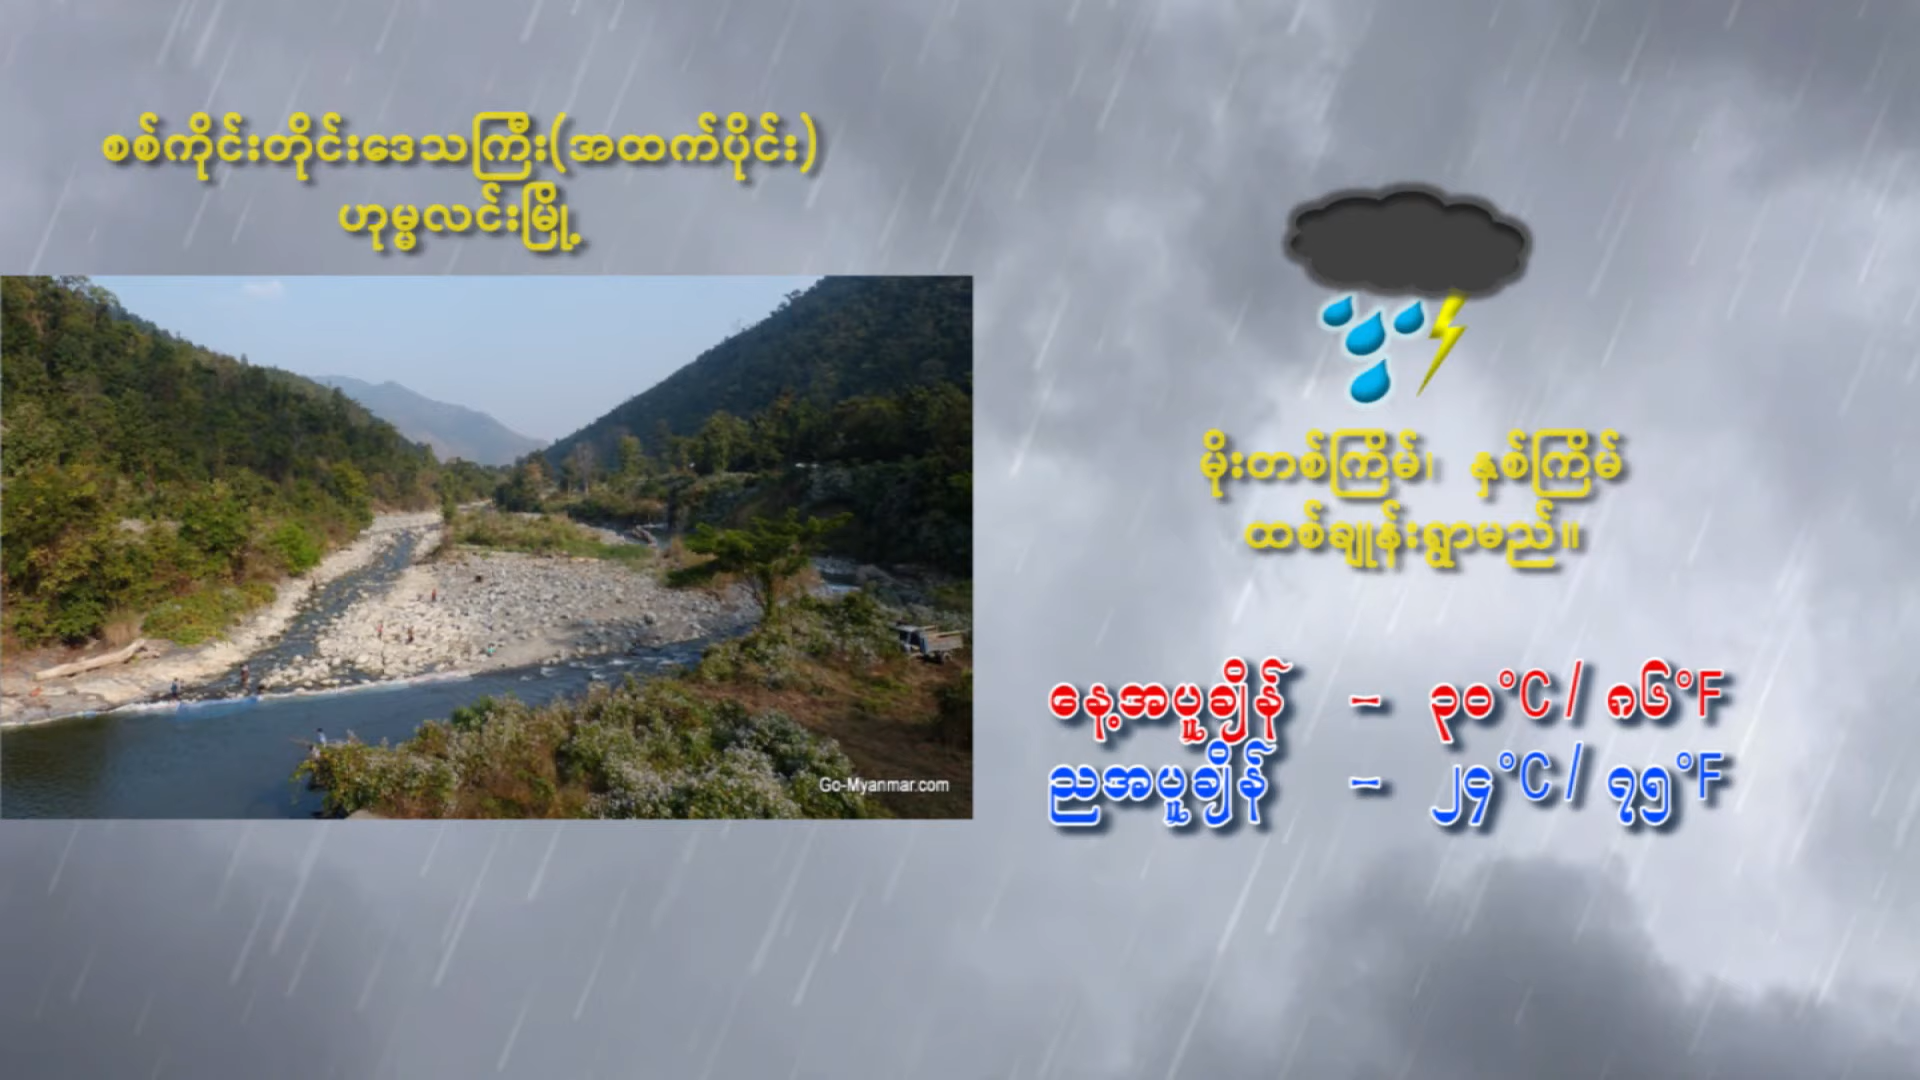 စစ်ကိုင်းတိုင်းဒေသကြီး(အထက်ပိုင်း)
ဟုမ္မလင်းမြို့
Go-Myanmar.com
မိုးတစ်ကြိမ်၊ နှစ်ကြိမ်
ထစ်ချုန်းရွာမည်။
နေ့အပူချိန် - ၃၀°C / ၈၆°F
ညအပူချိန် - ၂၄°C / ၇၅°F